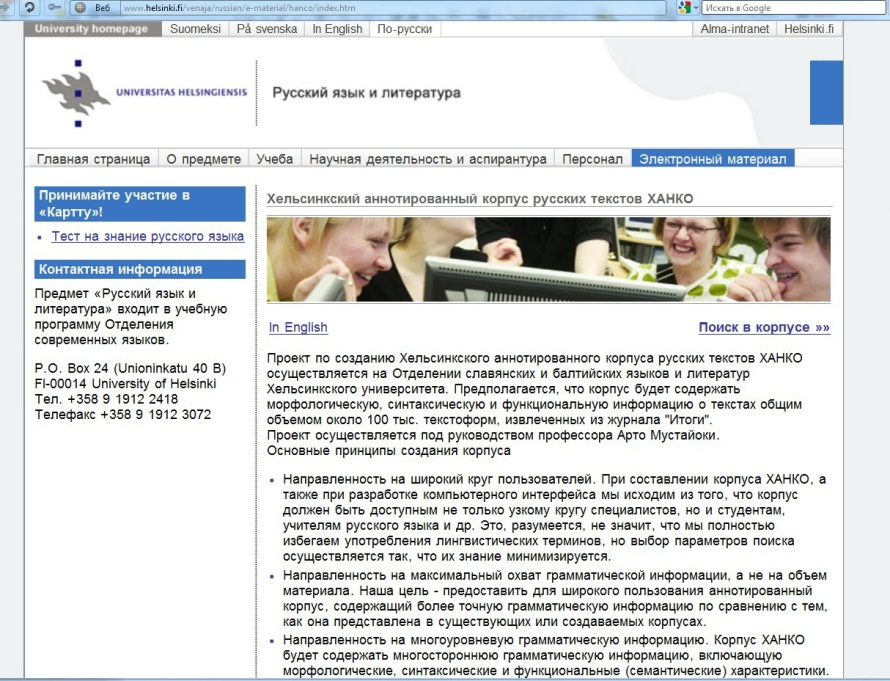 Веб
www.helsinki.fi/venaja/russian/e-material/hanco/index.htm
Искать в Google
University homepage
Suomeksi
På svenska
In English
По-русски
Alma-intranet
Helsinki.fi
UNIVERSITAS HELSINGIENSIS
Русский язык и литература
Главная страница
О предмете
Учеба
Научная деятельность и аспирантура
Персонал
Электронный материал
Принимайте участие в
«Картту»!
Тест на знание русского языка
Контактная информация
Предмет «Русский язык и
литература» входит в учебную
программу Отделения
современных языков.
P.O. Box 24 (Unioninkatu 40 B)
FI-00014 University of Helsinki
Тел. +358 9 1912 2418
Телефакс +358 9 1912 3072
Хельсинкский аннотированный корпус русских текстов ХАНКО
In English
Поиск в корпусе »»
Проект по созданию Хельсинкского аннотированного корпуса русских текстов ХАНКО
осуществляется на Отделении славянских и балтийских языков и литератур
Хельсинкского университета. Предполагается, что корпус будет содержать
морфологическую, синтаксическую и функциональную информацию о текстах общим
объемом около 100 тыс. текстоформ, извлеченных из журнала "Итоги".
Проект осуществляется под руководством профессора Арто Мустайоки.
Основные принципы создания корпуса
Направленность на широкий круг пользователей. При составлении корпуса ХАНКО, а
также при разработке компьютерного интерфейса мы исходим из того, что корпус
должен быть доступным не только узкому кругу специалистов, но и студентам,
учителям русского языка и др. Это, разумеется, не значит, что мы полностью
избегаем употребления лингвистических терминов, но выбор параметров поиска
осуществляется так, что их знание минимизируется.
Направленность на максимальный охват грамматической информации, а не на объем
материала. Наша цель - предоставить для широкого пользования аннотированный
корпус, содержащий более точную грамматическую информацию по сравнению с тем,
как она представлена в существующих или создаваемых корпусах.
Направленность на многоуровневую грамматическую информацию. Корпус ХАНКО
будет содержать многостороннюю грамматическую информацию, включающую
морфологические, синтаксические и функциональные (семантические) характеристики.